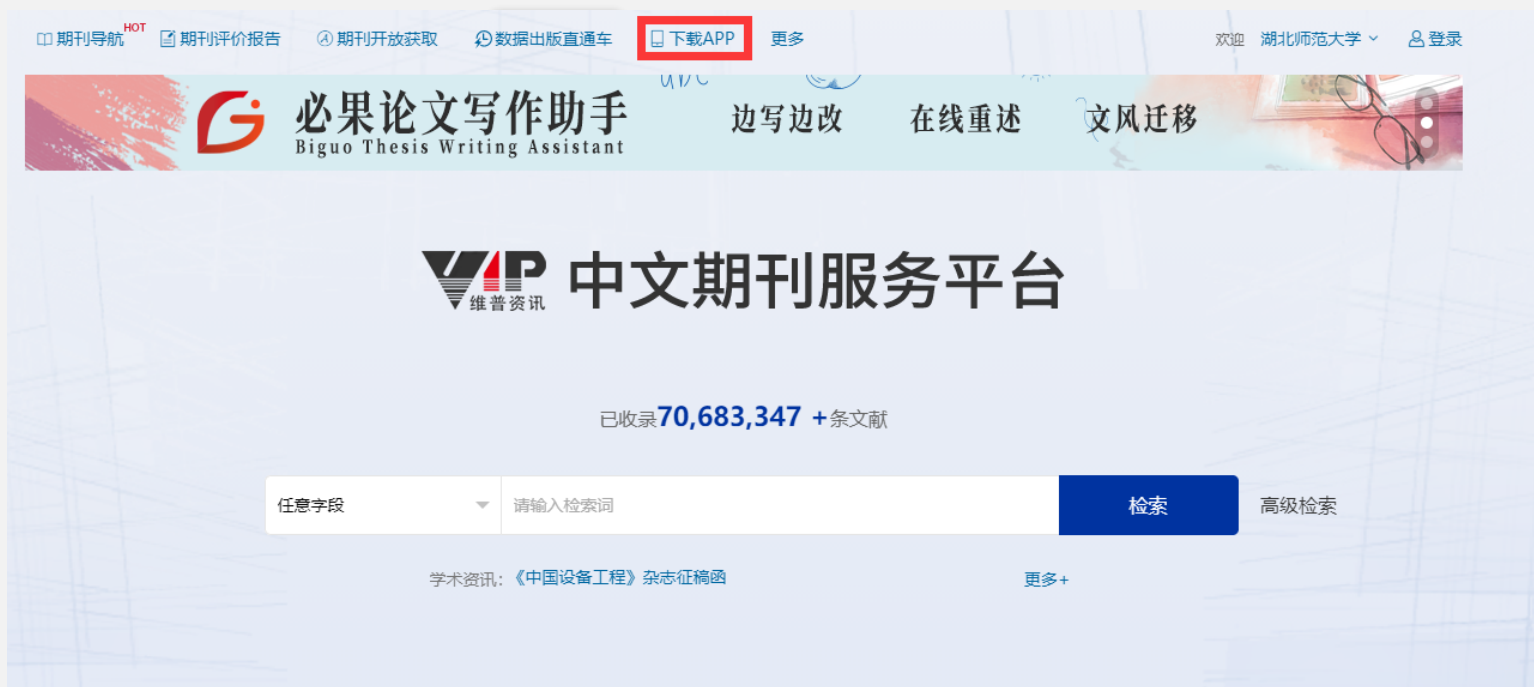 期刊导航 HOT 期刊评价报告 期刊开放获取 数据出版直通车 下载APP 更多 欢迎 湖北师范大学 登录
必果论文写作助手 边写边改 在线重述 文风迁移
Biguo Thesis Writing Assistant
VIP 中文期刊服务平台
维普资讯
已收录70,683,347 +条文献
任意字段 请输入检索词 检索 高级检索
学术资讯: 《中国设备工程》杂志征稿函 更多+